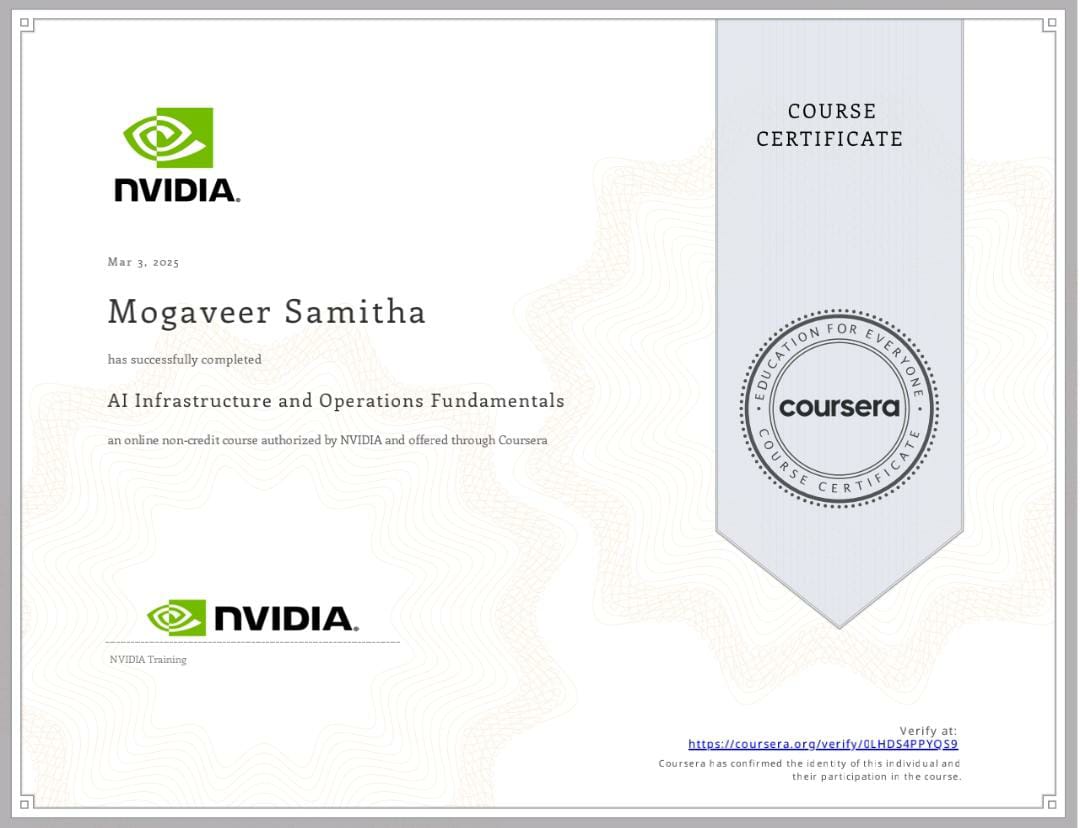 COURSE
CERTIFICATE
NVIDIA®
Mar 3, 2025
Mogaveer Samitha
has successfully completed
AI Infrastructure and Operations Fundamentals
an online non-credit course authorized by NVIDIA and offered through Coursera
EDUCATION FOR EVERYONE
coursera
COURSE CERTIFICATE
NVIDIA®
NVIDIA Training
Verify at:
https://coursera.org/verify/0LHDS4PPYQS9
Coursera has confirmed the identity of this individual and
their participation in the course.